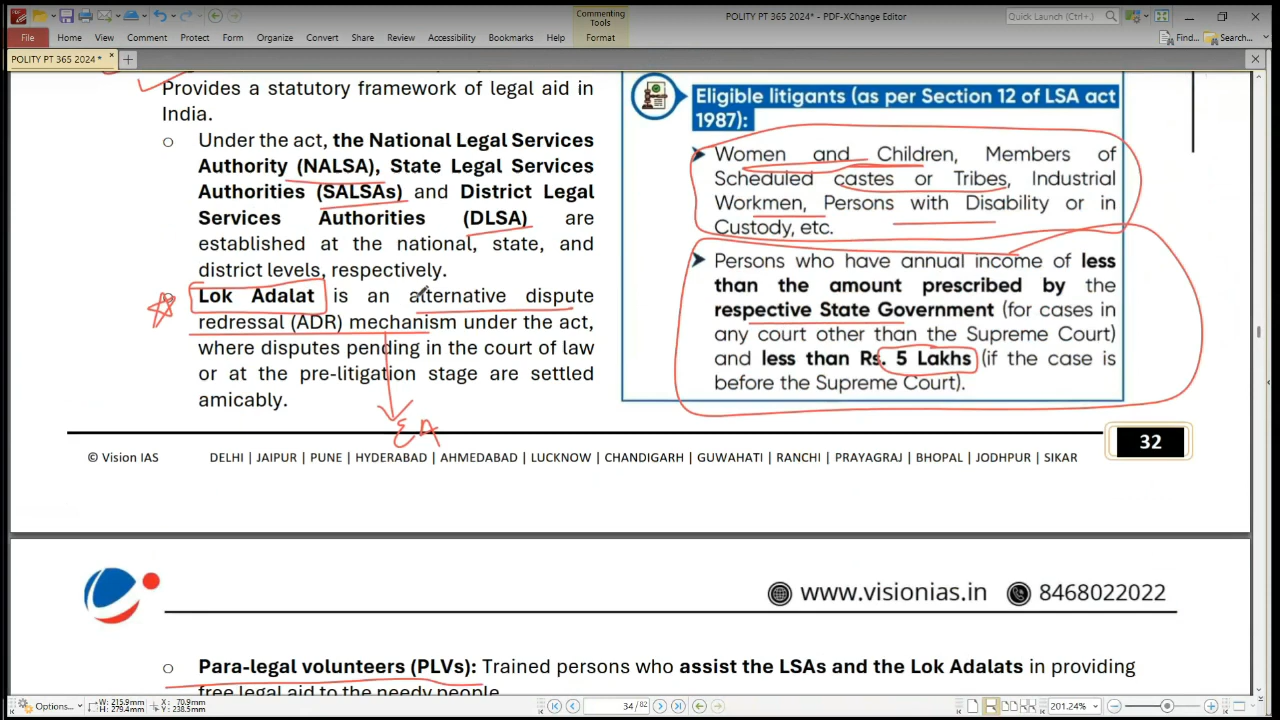 POLITY PT 365 2024* - PDF-XChange Editor
Commenting
Tools
Quick Launch (Ctrl+.)
File Home View Comment Protect Form Organize Convert Share Review Accessibility Bookmarks Help Format
Find... Search...
POLITY PT 365 2024 *
Provides a statutory framework of legal aid in
India.
o Under the act, the National Legal Services
Authority (NALSA), State Legal Services
Authorities (SALSAs) and District Legal
Services Authorities (DLSA) are
established at the national, state, and
district levels, respectively.
o Lok Adalat is an alternative dispute
redressal (ADR) mechanism under the act,
where disputes pending in the court of law
or at the pre-litigation stage are settled
amicably.
EA
Eligible litigants (as per Section 12 of LSA act
1987):
➤ Women and Children, Members of
Scheduled castes or Tribes, Industrial
Workmen, Persons with Disability or in
Custody, etc.
➤ Persons who have annual income of less
than the amount prescribed by the
respective State Government (for cases in
any court other than the Supreme Court)
and less than Rs. 5 Lakhs (if the case is
before the Supreme Court).
32
© Vision IAS DELHI | JAIPUR | PUNE | HYDERABAD | AHMEDABAD | LUCKNOW | CHANDIGARH | GUWAHATI | RANCHI | PRAYAGRAJ | BHOPAL | JODHPUR | SIKAR
www.visionias.in 8468022022
o Para-legal volunteers (PLVs): Trained persons who assist the LSAs and the Lok Adalats in providing
free legal aid to the needy people.
Options... W: 215.9mm X: 70.9mm
H: 279.4mm Y: 238.5mm
34 / 82
201.24%